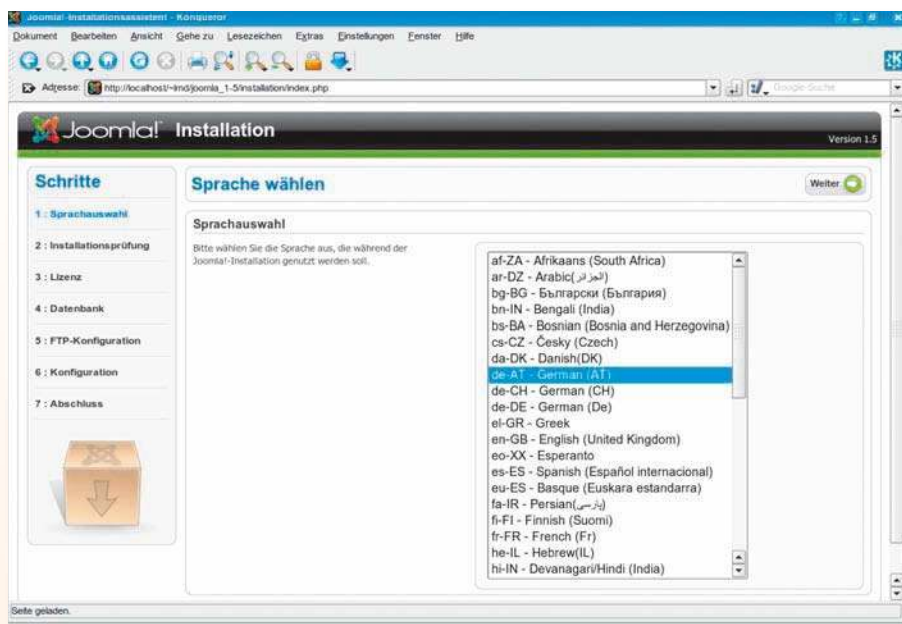 Joomla!-Installationsassistent - Konqueror
Dokument Bearbeiten Ansicht Gehe zu Lesezeichen Extras Einstellungen Fenster Hilfe
Adresse: http://localhost/~lmd/joomla_1-5/installation/index.php Google-Suche
Joomla! Installation
Version 1.5
Schritte
1 : Sprachauswahl
2 : Installationsprüfung
3 : Lizenz
4 : Datenbank
5 : FTP-Konfiguration
6 : Konfiguration
7 : Abschluss
Sprache wählen
Weiter
Sprachauswahl
Bitte wählen Sie die Sprache aus, die während der
Joomla!-Installation genutzt werden soll.
af-ZA - Afrikaans (South Africa)
ar-DZ - Arabic(الجزائر)
bg-BG - Български (България)
bn-IN - Bengali (India)
bs-BA - Bosnian (Bosnia and Herzegovina)
cs-CZ - Česky (Czech)
da-DK - Danish(DK)
de-AT - German (AT)
de-CH - German (CH)
de-DE - German (De)
el-GR - Greek
en-GB - English (United Kingdom)
eo-XX - Esperanto
es-ES - Spanish (Español internacional)
eu-ES - Basque (Euskara estandarra)
fa-IR - Persian(پارسی)
fi-FI - Finnish (Suomi)
fr-FR - French (Fr)
he-IL - Hebrew(IL)
hi-IN - Devanagari/Hindi (India)
Seite geladen.